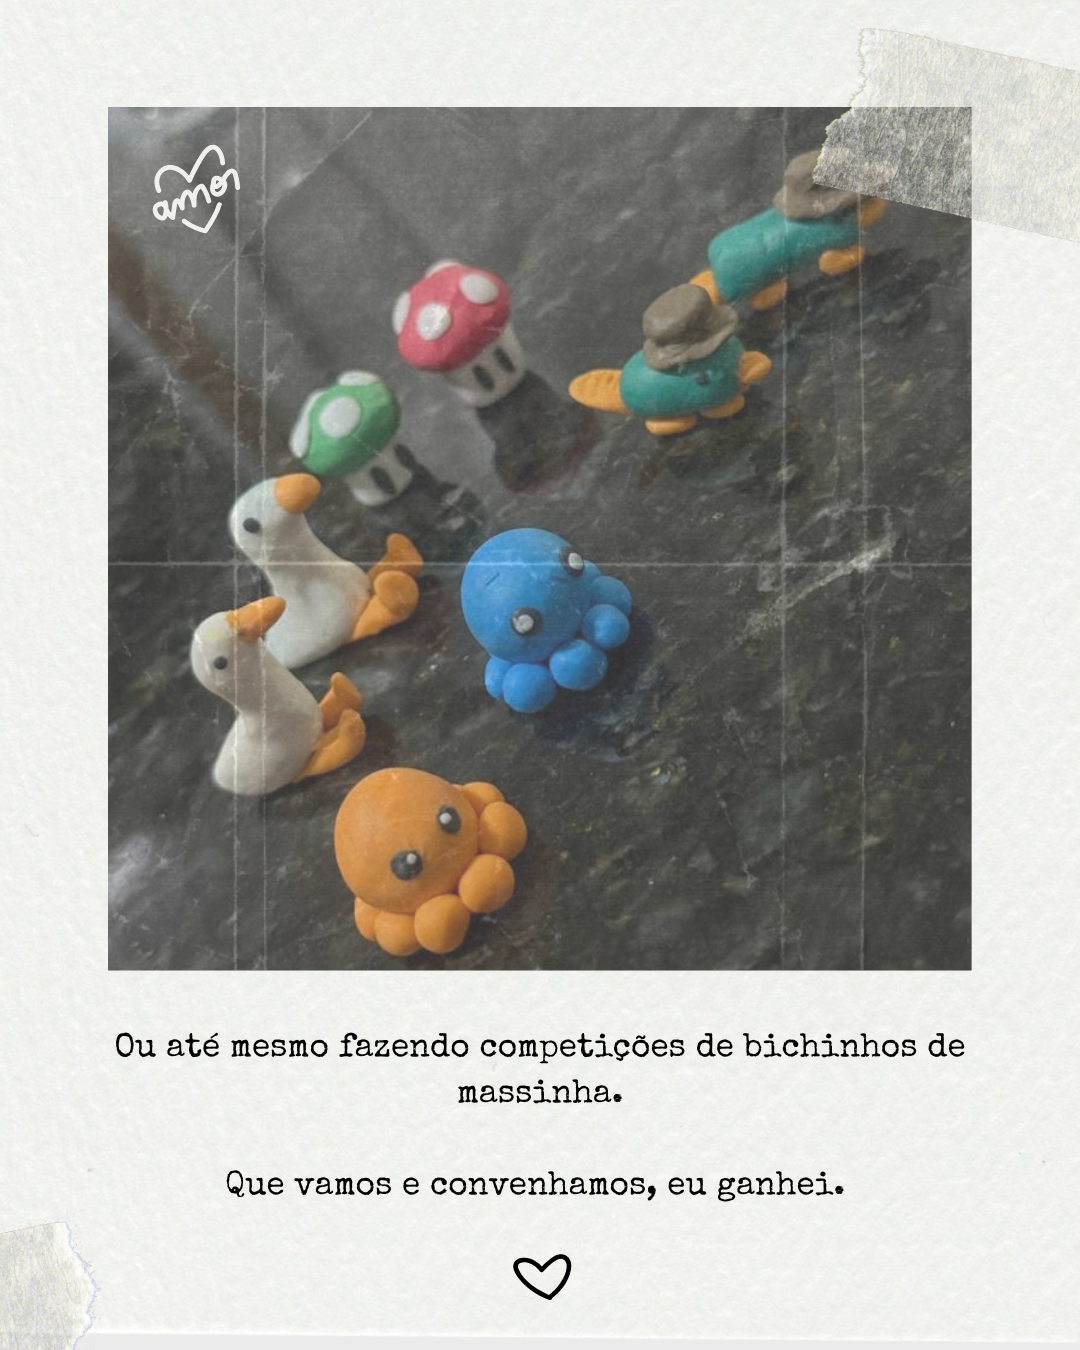 amor
Ou até mesmo fazendo competições de bichinhos de
massinha.
Que vamos e convenhamos, eu ganhei.